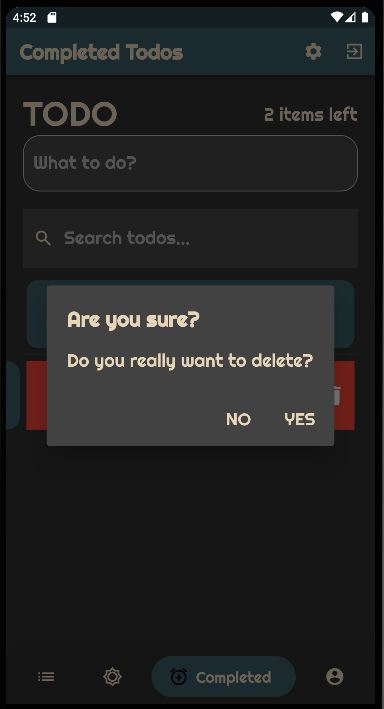 4:52
Completed Todos
TODO
2 items left
What to do?
Search todos...
Are you sure?
Do you really want to delete?
NO YES
Completed